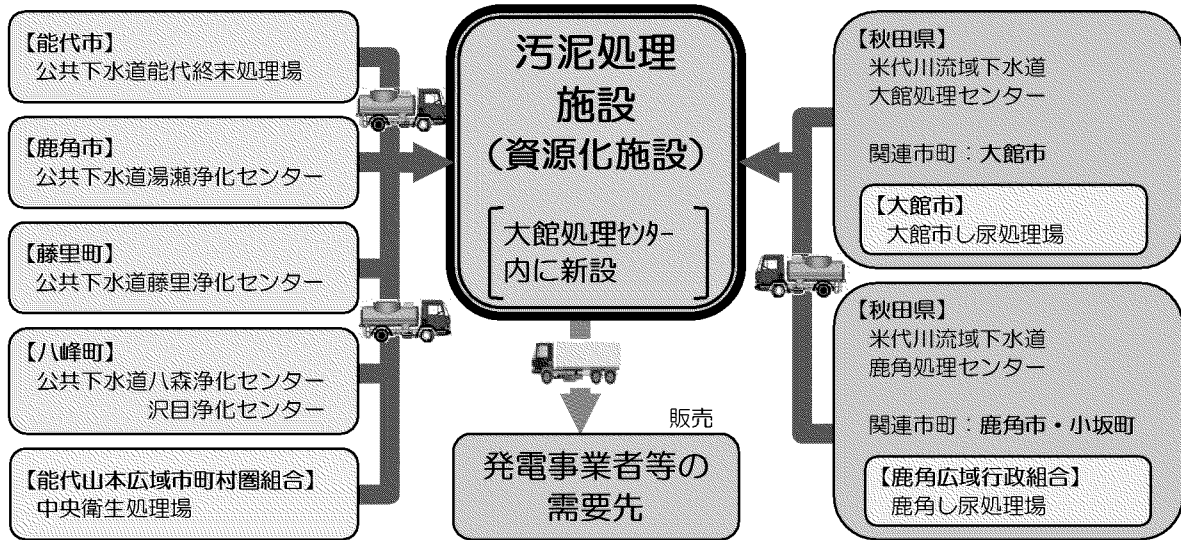 【能代市】
公共下水道能代終末処理場
【鹿角市】
公共下水道湯瀬浄化センター
【藤里町】
公共下水道藤里浄化センター
【八峰町】
公共下水道八森浄化センター
沢目浄化センター
【能代山本広域市町村圏組合】
中央衛生処理場
汚泥処理
施設
（資源化施設）
大館処理ｾﾝﾀｰ
内に新設
販売
発電事業者等の
需要先
【秋田県】
米代川流域下水道
大館処理センター
関連市町：大館市
【大館市】
大館市し尿処理場
【秋田県】
米代川流域下水道
鹿角処理センター
関連市町：鹿角市・小坂町
【鹿角広域行政組合】
鹿角し尿処理場